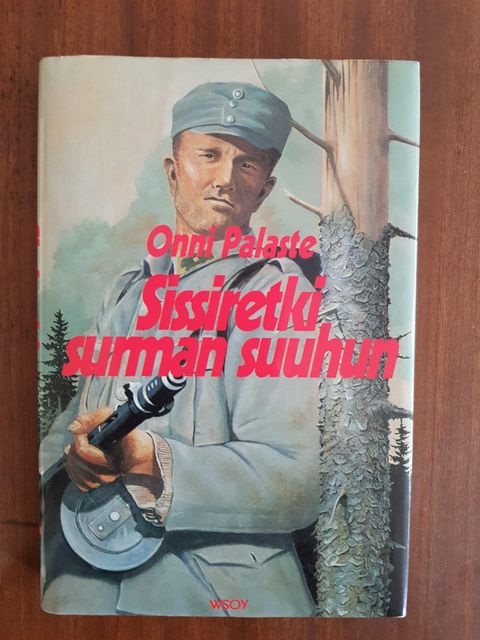 Onni Palaste
Sissiretki
surman suuhun
WSOY